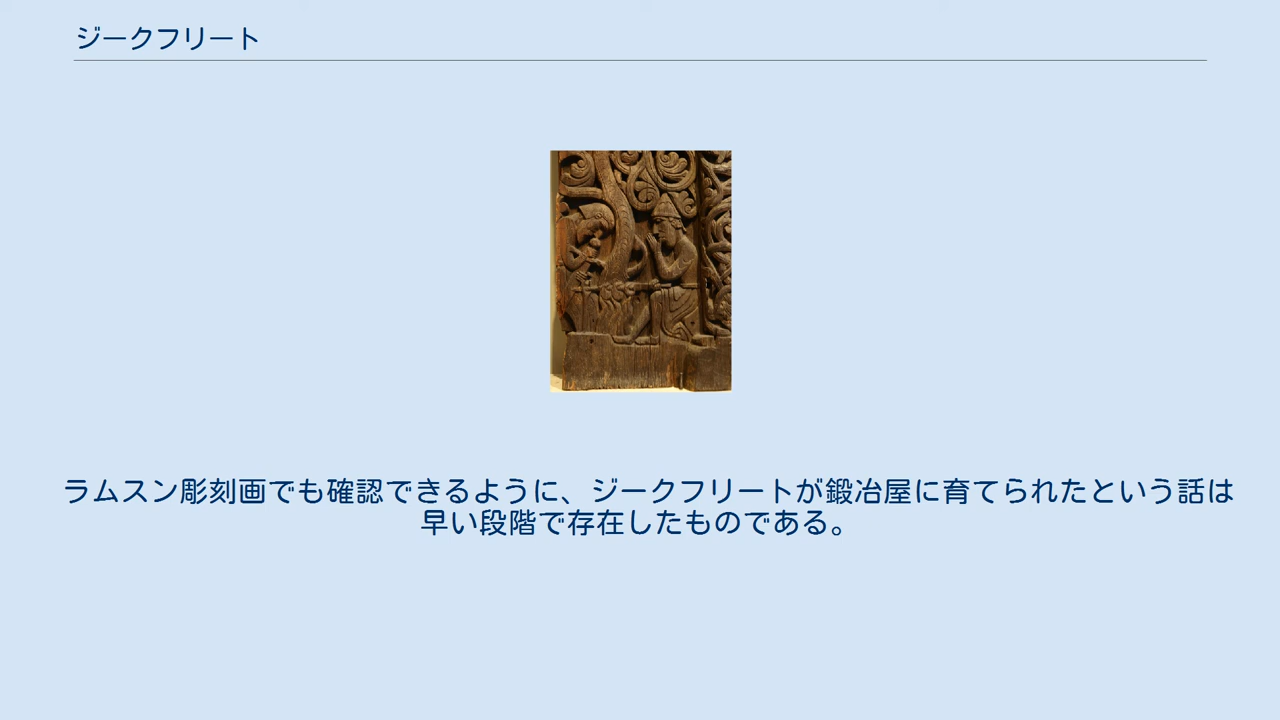 ジークフリート
ラムスン彫刻画でも確認できるように、ジークフリートが鍛冶屋に育てられたという話は
早い段階で存在したものである。